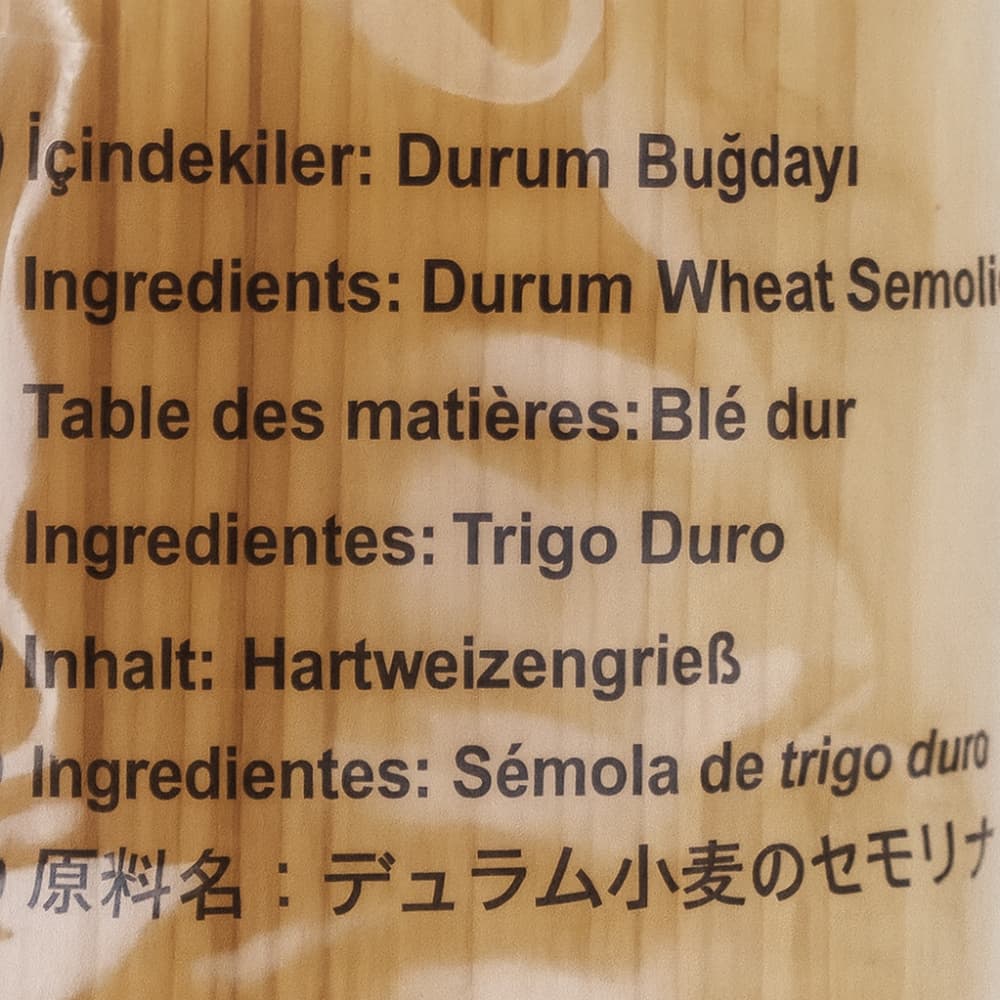 İçindekiler: Durum Buğdayı
Ingredients: Durum Wheat
Table des matières: Blé dur
Ingredientes: Trigo Duro
Inhalt: Hartweizengrieß
Ingredientes: Sémola de trigo duro
原料名：デュラム小麦のセモリナ